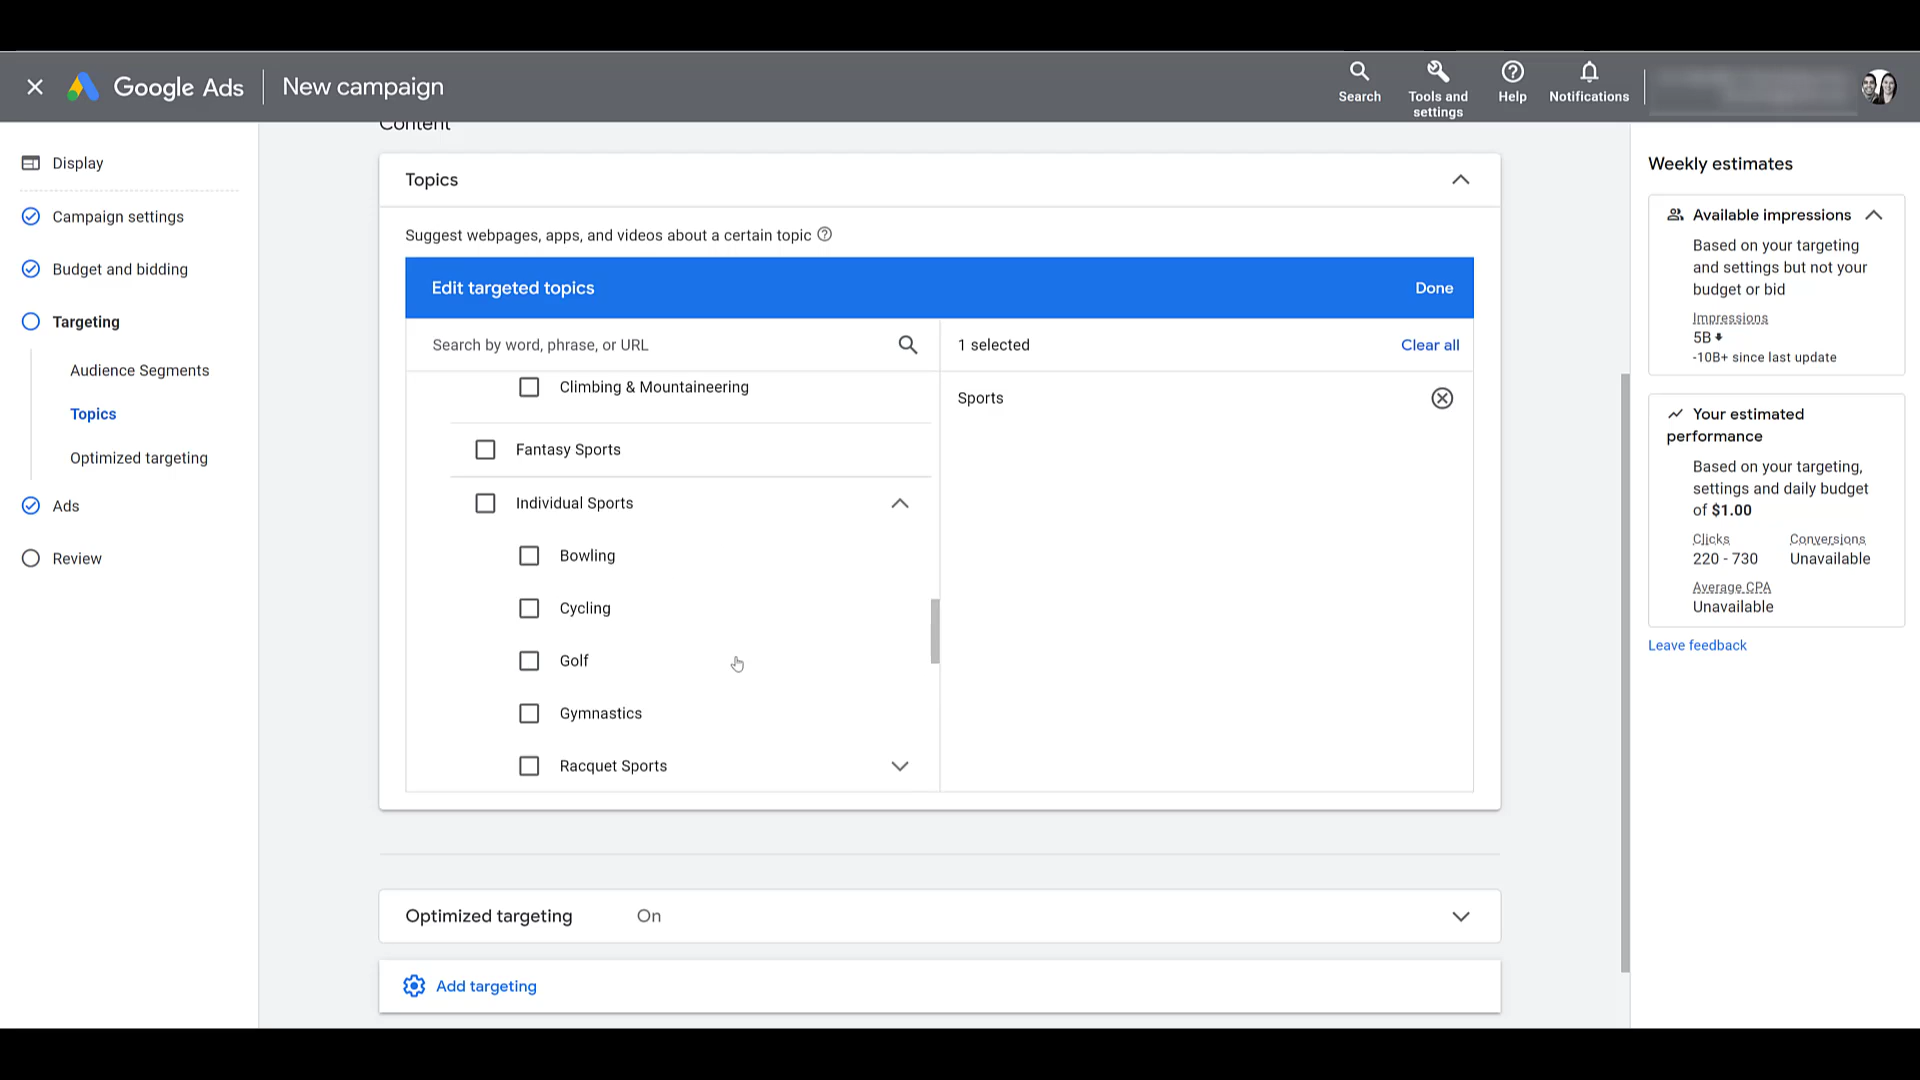 Google Ads
New campaign
Search
Tools and
settings
Help
Notifications
Display
Campaign settings
Budget and bidding
Targeting
Audience Segments
Topics
Optimized targeting
Ads
Review
Content
Topics
Suggest webpages, apps, and videos about a certain topic
Edit targeted topics
Done
Search by word, phrase, or URL
1 selected
Clear all
Climbing & Mountaineering
Fantasy Sports
Individual Sports
Bowling
Cycling
Golf
Gymnastics
Racquet Sports
Sports
Optimized targeting
On
Add targeting
Weekly estimates
Available impressions
Based on your targeting
and settings but not your
budget or bid
Impressions
5B
-10B+ since last update
Your estimated
performance
Based on your targeting,
settings and daily budget
of $1.00
Clicks
Conversions
220 - 730
Unavailable
Average CPA
Unavailable
Leave feedback